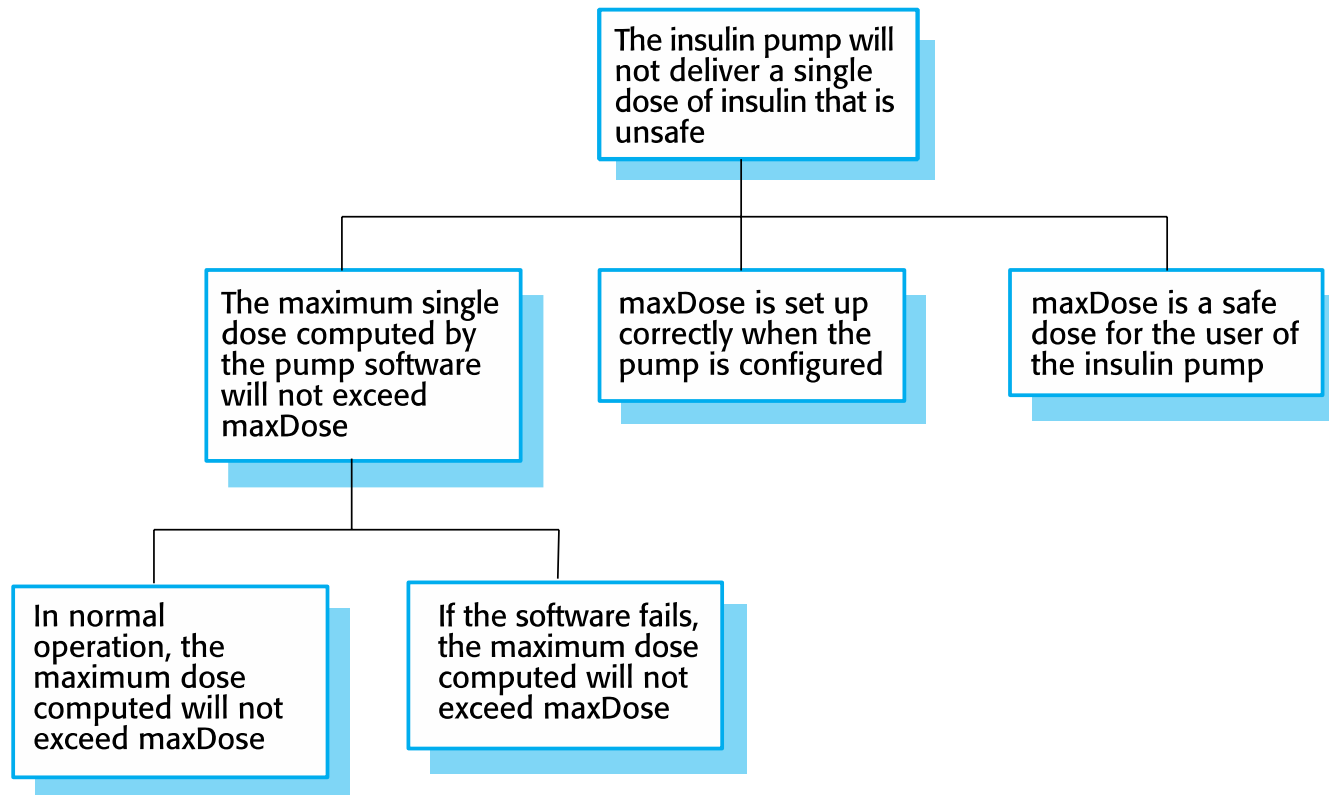 The insulin pump will
not deliver a single
dose of insulin that is
unsafe
The maximum single
dose computed by
the pump software
will not exceed
maxDose
maxDose is set up
correctly when the
pump is configured
maxDose is a safe
dose for the user of
the insulin pump
In normal
operation, the
maximum dose
computed will not
exceed maxDose
If the software fails,
the maximum dose
computed will not
exceed maxDose